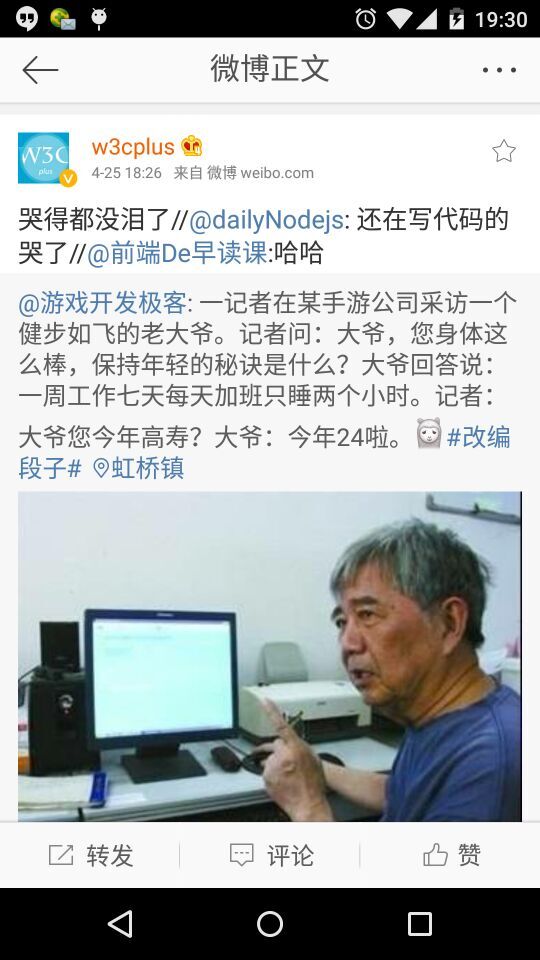 19:30
微博正文
W3C
plus
w3cplus
4-25 18:26 来自 微博 weibo.com
哭得都没泪了//@dailyNodejs: 还在写代码的
哭了//@前端De早读课:哈哈
@游戏开发极客: 一记者在某手游公司采访一个
健步如飞的老大爷。记者问：大爷，您身体这
么棒，保持年轻的秘诀是什么？大爷回答说：
一周工作七天每天加班只睡两个小时。记者：
大爷您今年高寿？大爷：今年24啦。#改编
段子# 虹桥镇
转发
评论
赞